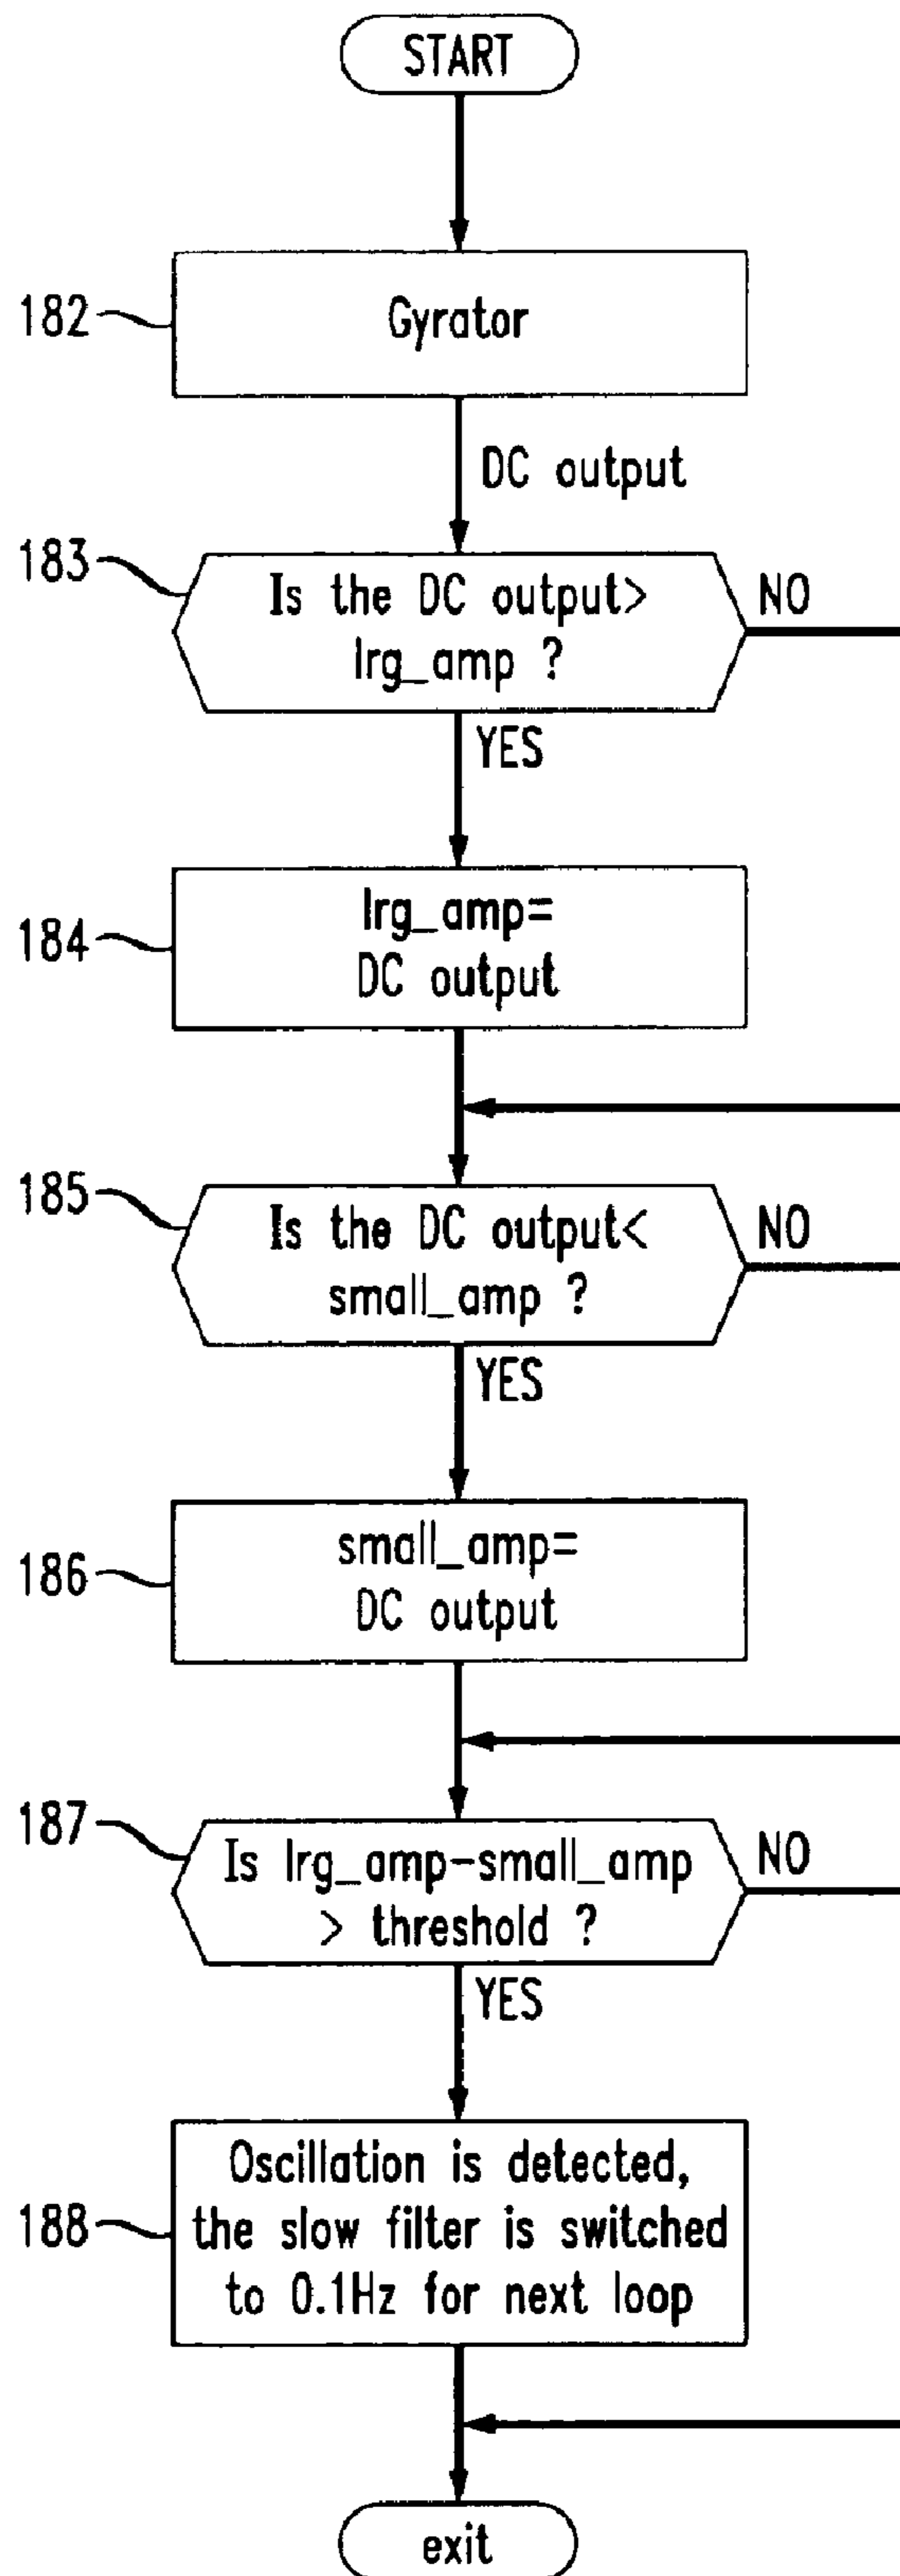 START
182
Gyrator
DC output
183
Is the DC output>
lrg_amp ?
NO
YES
184
lrg_amp=
DC output
185
Is the DC output<
small_amp ?
NO
YES
186
small_amp=
DC output
187
Is lrg_amp-small_amp
> threshold ?
NO
YES
188
Oscillation is detected,
the slow filter is switched
to 0.1Hz for next loop
exit